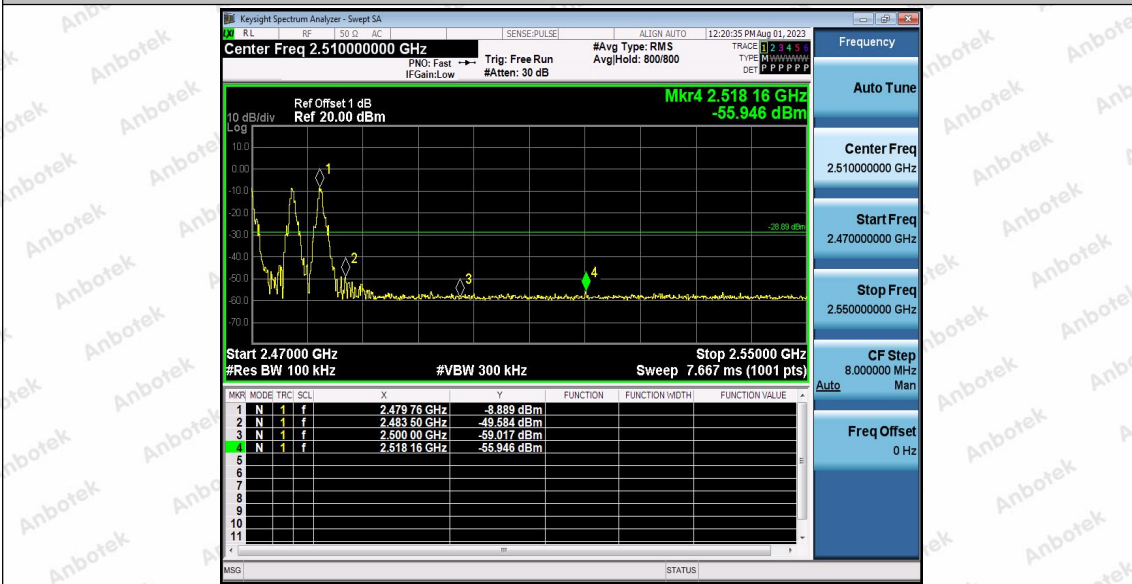 Keysight Spectrum Analyzer - Swept SA
LXI RL RF 50 Ω AC SENSE:PULSE ALIGN AUTO 12:20:35 PM Aug 01, 2023
Center Freq 2.510000000 GHz
PNO: Fast
IFGain:Low
Trig: Free Run
#Atten: 30 dB
#Avg Type: RMS
Avg|Hold: 800/800
TRACE 1 2 3 4 5 6
TYPE M WWWWW
DET P P P P P P
Frequency
Auto Tune
Center Freq
2.510000000 GHz
Start Freq
2.470000000 GHz
Stop Freq
2.550000000 GHz
CF Step
8.000000 MHz
Auto Man
Freq Offset
0 Hz
Mkr4 2.518 16 GHz
-55.946 dBm
Ref Offset 1 dB
10 dB/div Ref 20.00 dBm
Log
10.0
0.00
-10.0
-20.0
-30.0
-40.0
-50.0
-60.0
-70.0
1
2
3
4
-28.89 dBm
Start 2.47000 GHz Stop 2.55000 GHz
#Res BW 100 kHz #VBW 300 kHz Sweep 7.667 ms (1001 pts)
MKR MODE TRC SCL X Y FUNCTION FUNCTION WIDTH FUNCTION VALUE
1 N 1 f 2.479 76 GHz -8.889 dBm
2 N 1 f 2.483 50 GHz -49.584 dBm
3 N 1 f 2.500 00 GHz -59.017 dBm
4 N 1 f 2.518 16 GHz -55.946 dBm
5
6
7
8
9
10
11
MSG STATUS
Anbotek